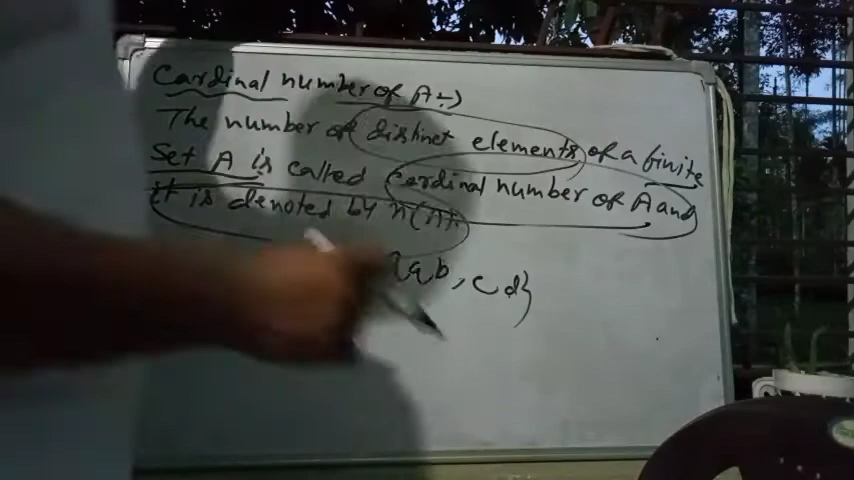 Cardinal number of A:-)
The number of distinct elements of a finite
Set A is called Cardinal number of A and
it is denoted by n(A).
{a b, c d}